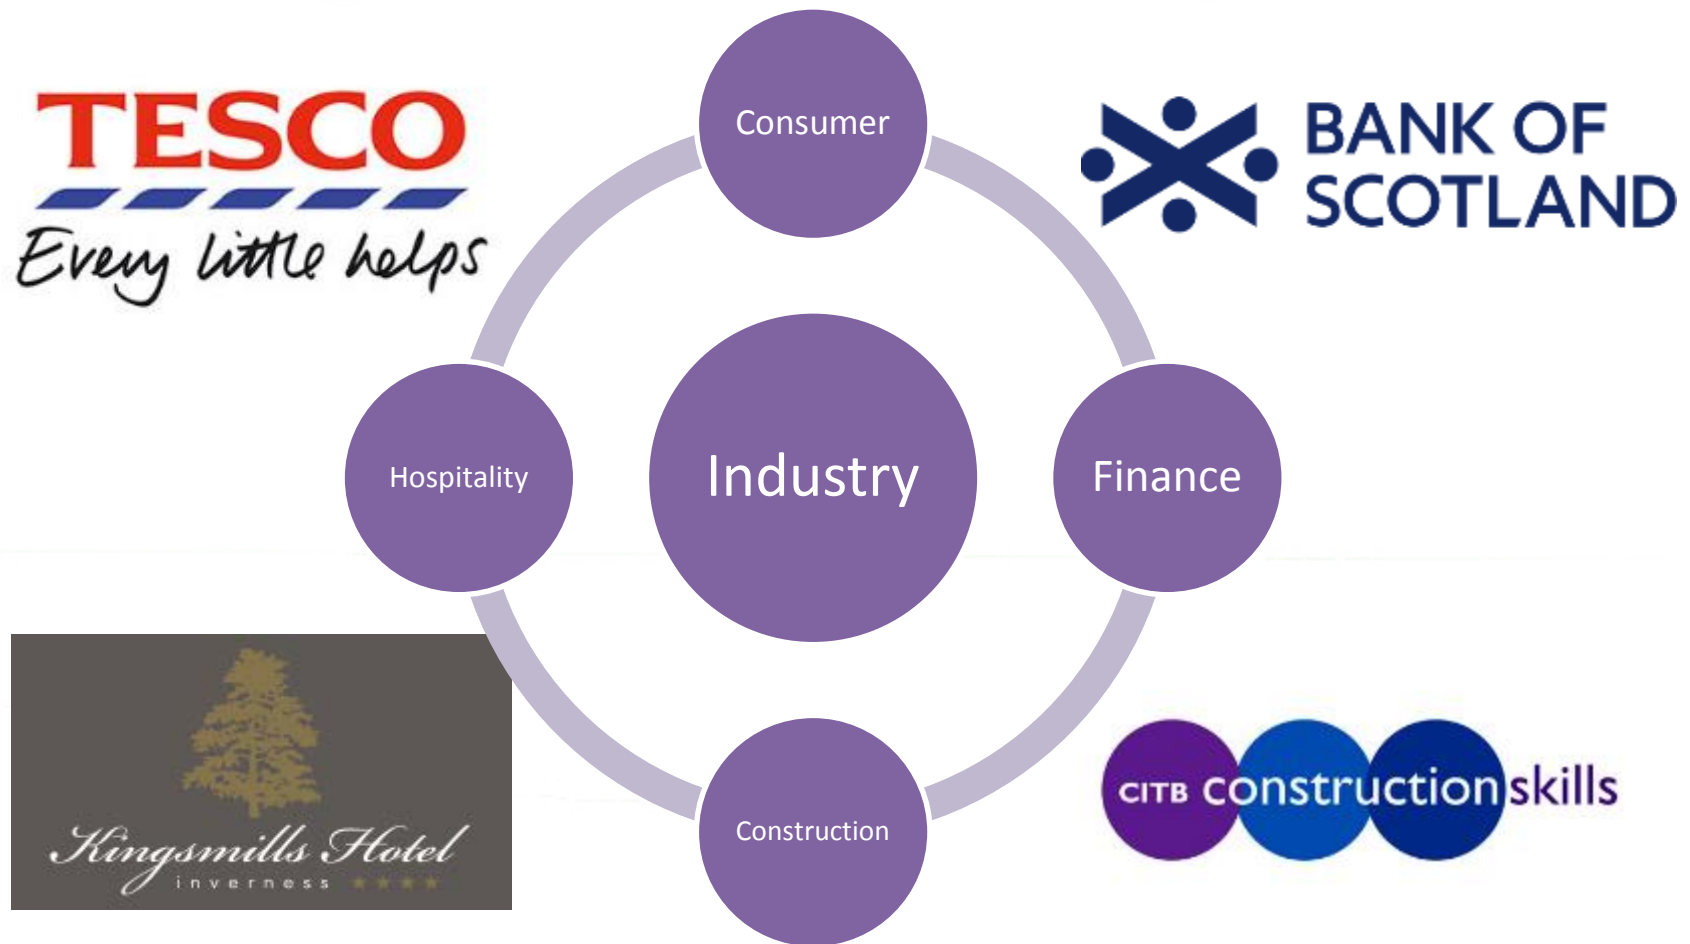 Consumer
TESCO
Every little helps
BANK OF
SCOTLAND
Hospitality
Industry
Finance
Kingsmills Hotel
inverness
Construction
CITB constructionskills